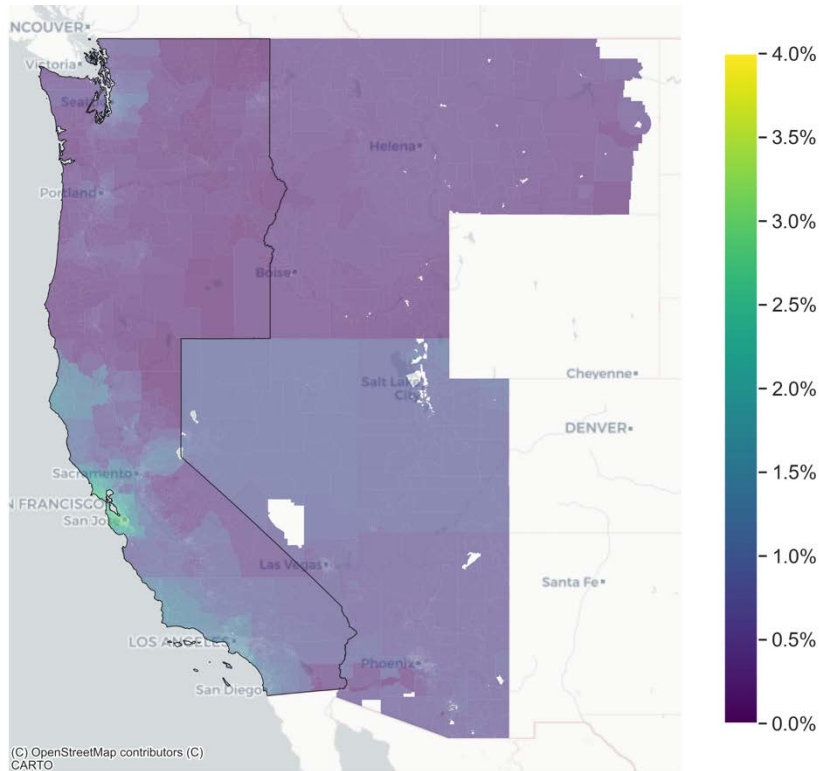 NCOUVER
Victoria
Seat
Portland
Helena
Boise
Salt Lake
City
Cheyenne
DENVER
Sacramento
N FRANCISCO
San Jo
Las Vegas
Santa Fe
LOS ANGELES
Phoenix
San Diego
(C) OpenStreetMap contributors (C)
CARTO
4.0%
3.5%
3.0%
2.5%
2.0%
1.5%
1.0%
0.5%
0.0%